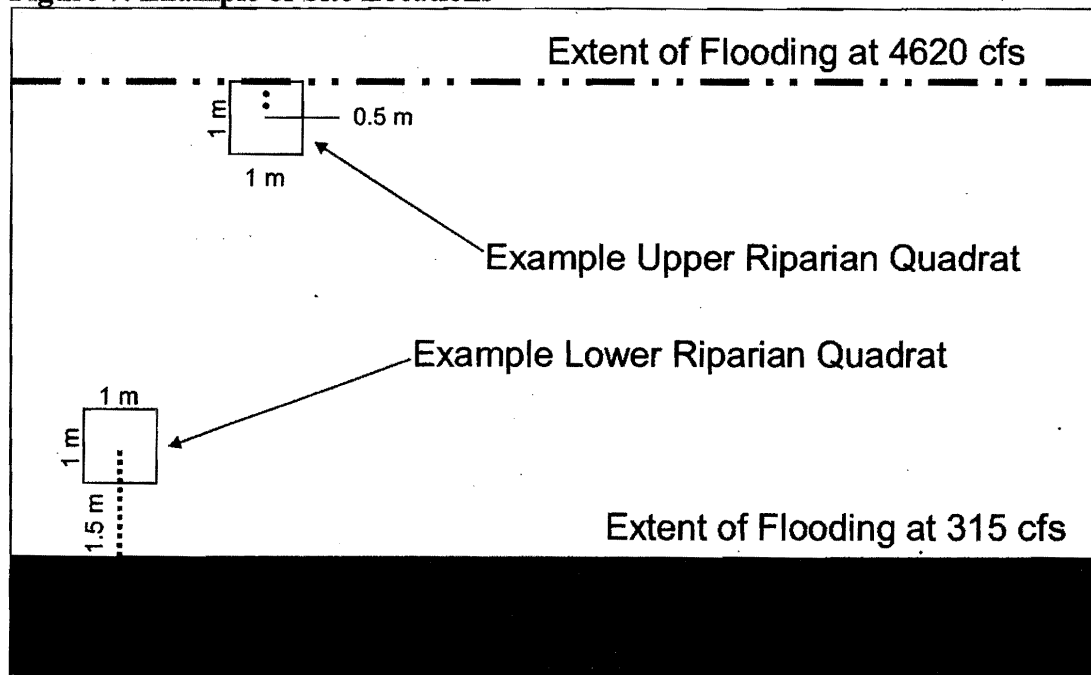 Extent of Flooding at 4620 cfs
1 m
0.5 m
1 m
Example Upper Riparian Quadrat
Example Lower Riparian Quadrat
1 m
1 m
1.5 m
Extent of Flooding at 315 cfs